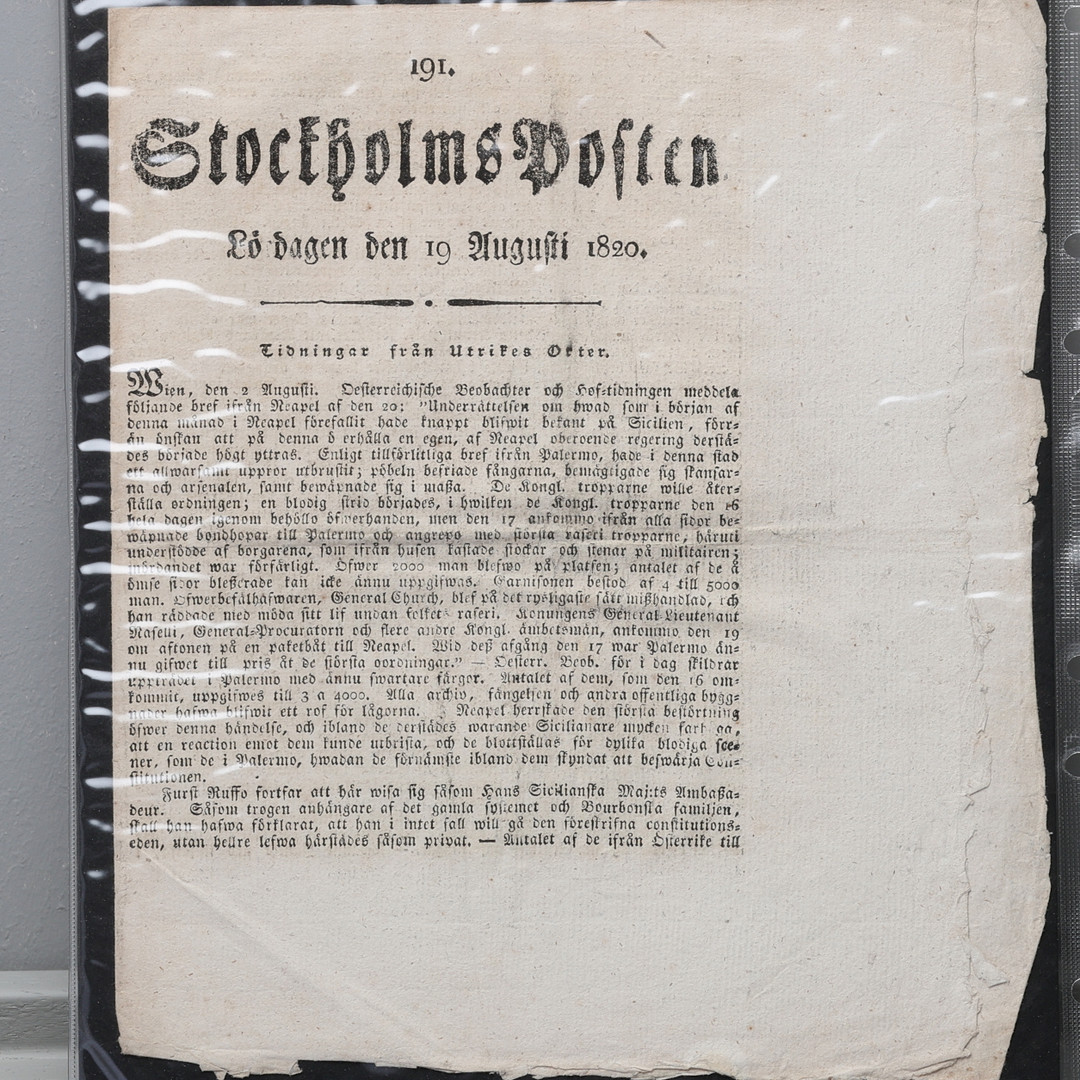 191.
StockholmsPosten
Lö dagen den 19 Augusti 1820.
Tidningar från Utrikes Orter.
Wien, den 2 Augusti. Oesterreichische Beobachter och Hof-tidningen meddela
följande bref ifrån Neapel af den 20: "Underrättelsen om hwad som i början af
denna månad i Neapel förefallit hade knappt blifwit bekant på Sicilien, förr-
än önskan att på denna ö erhålla en egen, af Neapel oberoende regering derstä-
des började högt yttras. Enligt tillförlitliga bref ifrån Palermo, hade i denna stad
ett allwarsamt uppror utbrustit; pöbeln befriade fångarna, bemägtigade sig skansar-
na och arsenalen, samt bewäpnade sig i massa. De Kongl. tropparne wille åter-
ställa ordningen; en blodig strid börjades, i hwilken de Kongl. tropparne den 16
hela dagen igenom behöllo öfwerhanden, men den 17 ankommo ifrån alla sidor be-
wäpnade bondhopar till Palermo och angrepo med största raseri tropparne, häruti
understödde af borgarena, som ifrån husen kastade stockar och stenar på militairen;
mördandet war förfärligt. Öfwer 2000 man blefwo på platsen; antalet af de å
ömse sidor blesserade kan icke ännu uppgifwas. Garnisonen bestod af 4 till 5000
man. Öfwerbefälhafwaren, General Church, blef på det rysligaste sätt misshandlad, och
han räddade med möda sitt lif undan folkets raseri. Konungens General-Lieutenant
Naselli, General-Procuratorn och flere andre Kongl. ämbetsmän, ankommo den 19
om aftonen på en paketbåt till Neapel. Wid dess afgång den 17 war Palermo än-
nu gifwet till pris åt de största oordningar." — Oesterr. Beob. för i dag skildrar
uppträdet i Palermo med ännu swartare färgor. Antalet af dem, som den 16 om-
kommit, uppgifwes till 3 a 4000. Alla archiv, fängelsen och andra offentliga bygg-
nader hafwa blifwit ett rof för lågorna. Neapel herrskade den största bestörtning
öfwer denna händelse, och ibland de derstädes warande Sicilianare mycken farh ga,
att en reaction emot dem kunde utbrista, och de blottställas för dylika blodiga sce-
ner, som de i Palermo, hwadan de förnämste ibland dem skyndat att beswärja Con-
stitutionen.
Furst Ruffo fortfar att här wisa sig såsom Hans Sicilianska Maj:ts Ambassa-
deur. Såsom trogen anhängare af det gamla systemet och Bourbonska familjen,
skall han hafwa förklarat, att han i intet fall will gå den föreskrifna constitutions-
eden, utan hellre lefwa härstädes såsom privat. — Antalet af de ifrån Österrike till